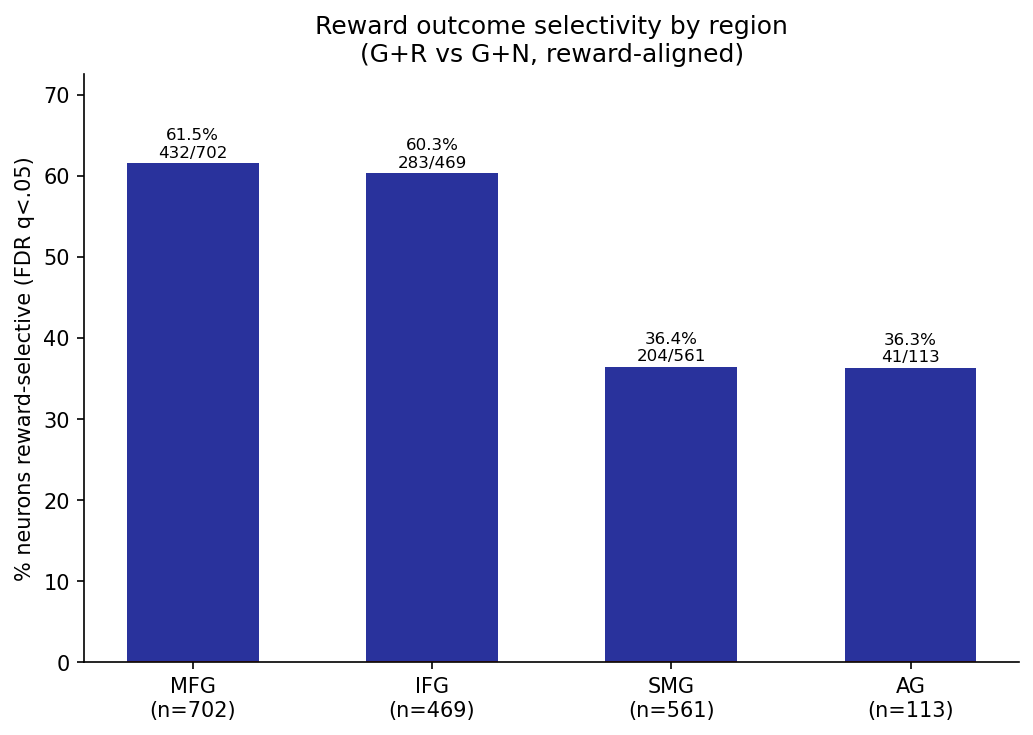 Reward outcome selectivity by region
(G+R vs G+N, reward-aligned)
% neurons reward-selective (FDR q<.05)
70
60
50
40
30
20
10
0
61.5%
432/702
60.3%
283/469
36.4%
204/561
36.3%
41/113
MFG
(n=702)
IFG
(n=469)
SMG
(n=561)
AG
(n=113)